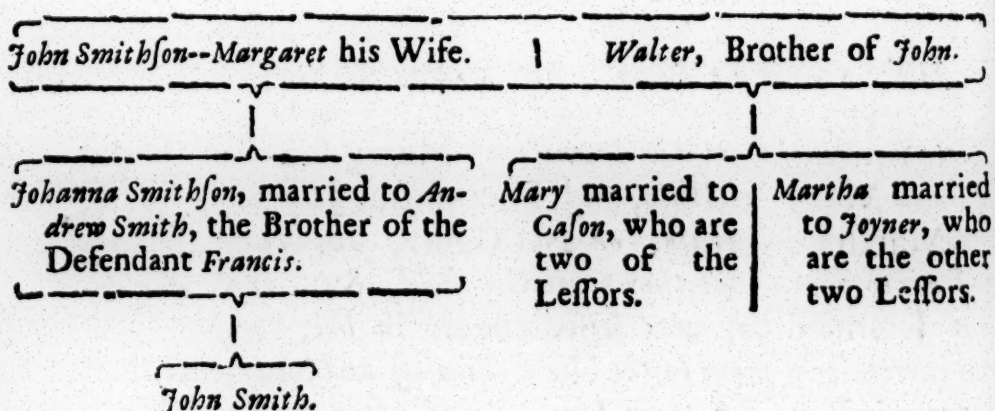 John Smithſon--Margaret his Wife. | Walter, Brother of John.
Johanna Smithſon, married to An-
drew Smith, the Brother of the
Defendant Francis.
Mary married to
Caſon, who are
two of the
Leſſors.
Martha married
to Joyner, who
are the other
two Leſſors.
John Smith.